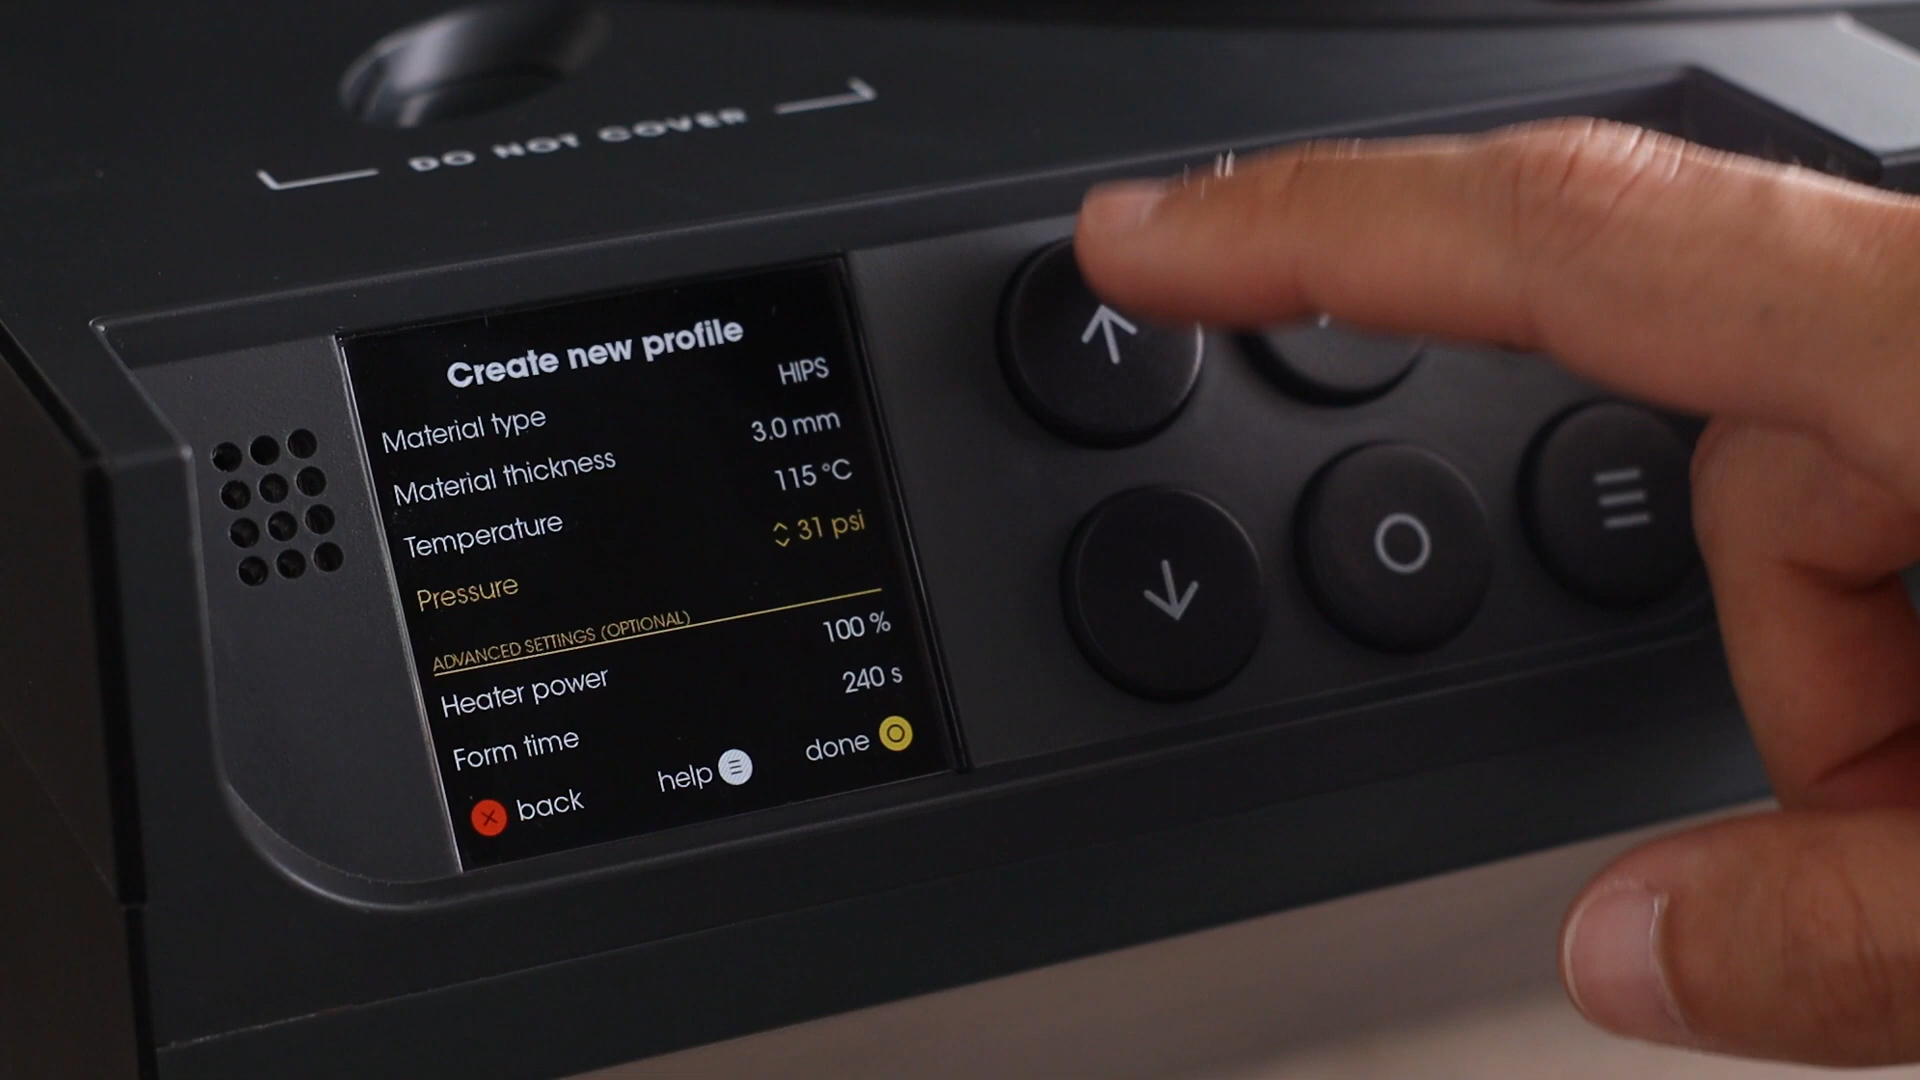 DO NOT COVER
Create new profile
Material type HIPS
Material thickness 3.0 mm
Temperature 115 °C
Pressure 31 psi
ADVANCED SETTINGS (OPTIONAL)
Heater power 100 %
Form time 240 s
back help done